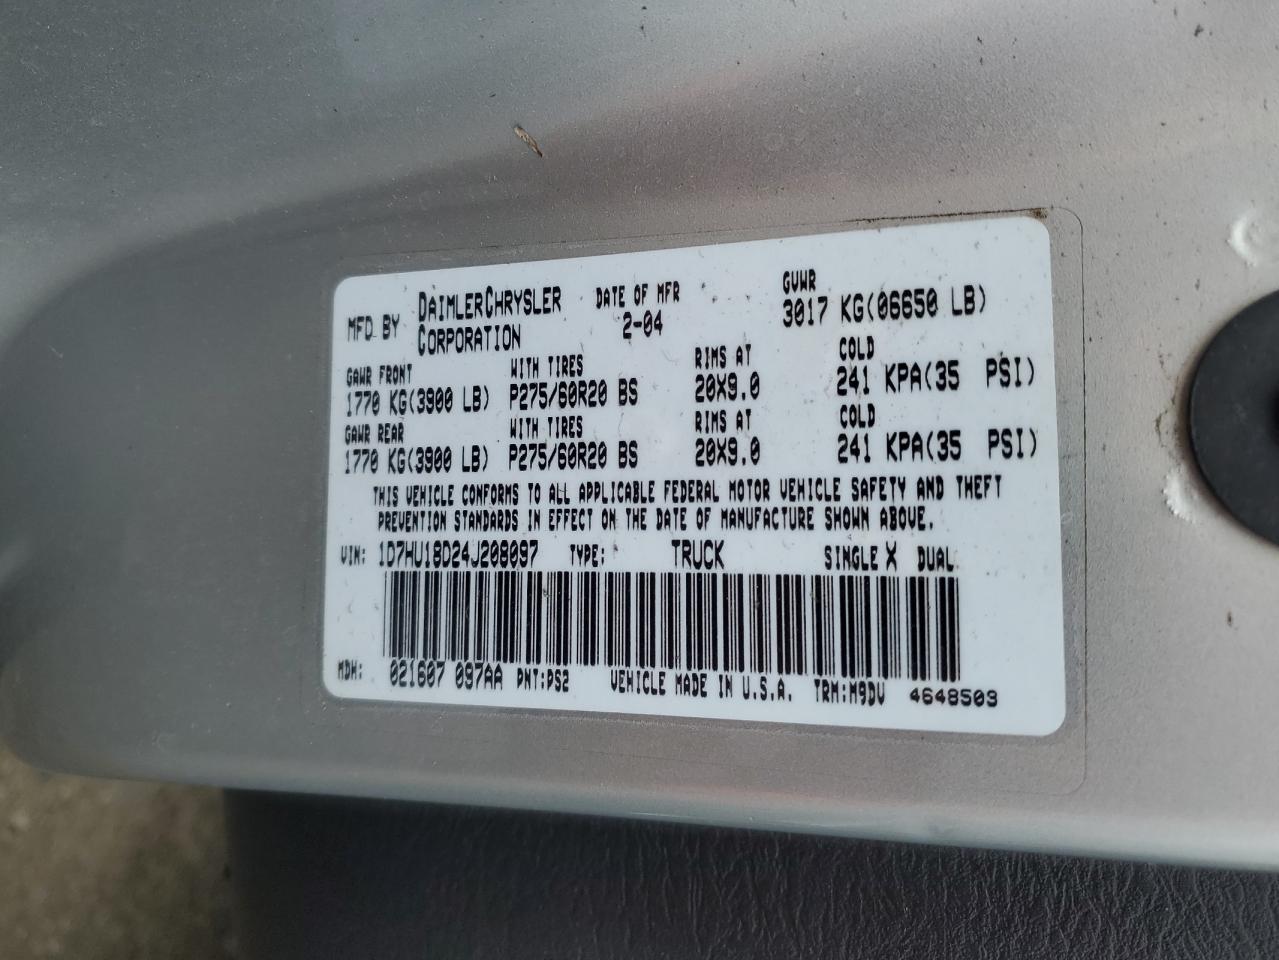 MFD BY DAIMLERCHRYSLER CORPORATION DATE OF MFR 2-04 GVWR 3017 KG(06650 LB)
GAWR FRONT WITH TIRES RIMS AT COLD
1770 KG(3900 LB) P275/60R20 BS 20X9.0 241 KPA(35 PSI)
GAWR REAR WITH TIRES RIMS AT COLD
1770 KG(3900 LB) P275/60R20 BS 20X9.0 241 KPA(35 PSI)
THIS VEHICLE CONFORMS TO ALL APPLICABLE FEDERAL MOTOR VEHICLE SAFETY AND THEFT
PREVENTION STANDARDS IN EFFECT ON THE DATE OF MANUFACTURE SHOWN ABOVE.
VIN: 1D7HU18D24J208097 TYPE: TRUCK SINGLE X DUAL
MDH: 021607 097AA PNT:PS2 VEHICLE MADE IN U.S.A. TRM:M9DV 4648503